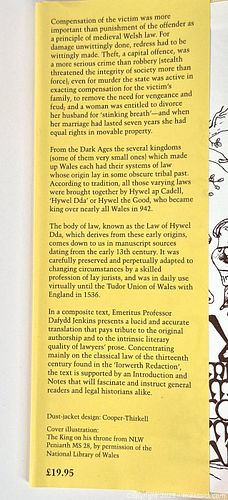 Compensation of the victim was more
important than punishment of the offender as
a principle of medieval Welsh law. For
damage unwittingly done, redress had to be
wittingly made. Theft, a capital offence, was
a more serious crime than robbery (stealth
threatened the integrity of society more than
force); even for murder the state was active in
exacting compensation for the victim's
family, to remove the need for vengeance and
feud; and a woman was entitled to divorce
her husband for 'stinking breath'—and when
her marriage had lasted seven years she had
equal rights in movable property.
From the Dark Ages the several kingdoms
(some of them very small ones) which made
up Wales each had their systems of law
whose origin lay in some obscure tribal past.
According to tradition, all those varying laws
were brought together by Hywel ap Cadell,
'Hywel Dda' or Hywel the Good, who became
king over nearly all Wales in 942.
The body of law, known as the Law of Hywel
Dda, which derives from these early origins,
comes down to us in manuscript sources
dating from the early 13th century. It was
carefully preserved and perpetually adapted to
changing circumstances by a skilled
profession of lay jurists, and was in daily use
virtually until the Tudor Union of Wales with
England in 1536.
In a composite text, Emeritus Professor
Dafydd Jenkins presents a lucid and accurate
translation that pays tribute to the original
authorship and to the intrinsic literary
quality of lawyers' prose. Concentrating
mainly on the classical law of the thirteenth
century found in the 'Iorwerth Redaction',
the text is supported by an Introduction and
Notes that will fascinate and instruct general
readers and legal historians alike.
Dust-jacket design: Cooper-Thirkell
Cover illustration:
The King on his throne from NLW
Peniarth MS 28, by permission of the
National Library of Wales
£19.95